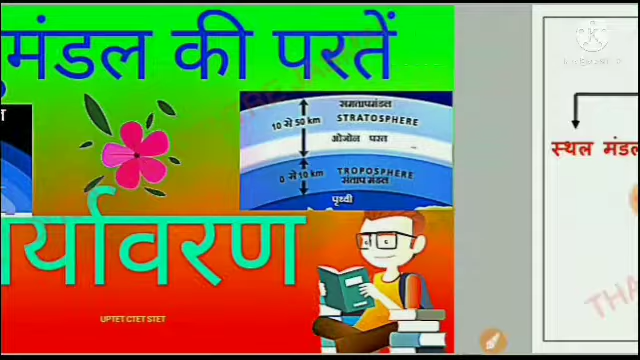 मंडल की परतें
समतापमंडल
10 से 50 km STRATOSPHERE
ओजोन परत
0 से 10 km TROPOSPHERE
संताप मंडल
पृथ्वी
र्यावरण
UPTET CTET STET
स्थल मंडल